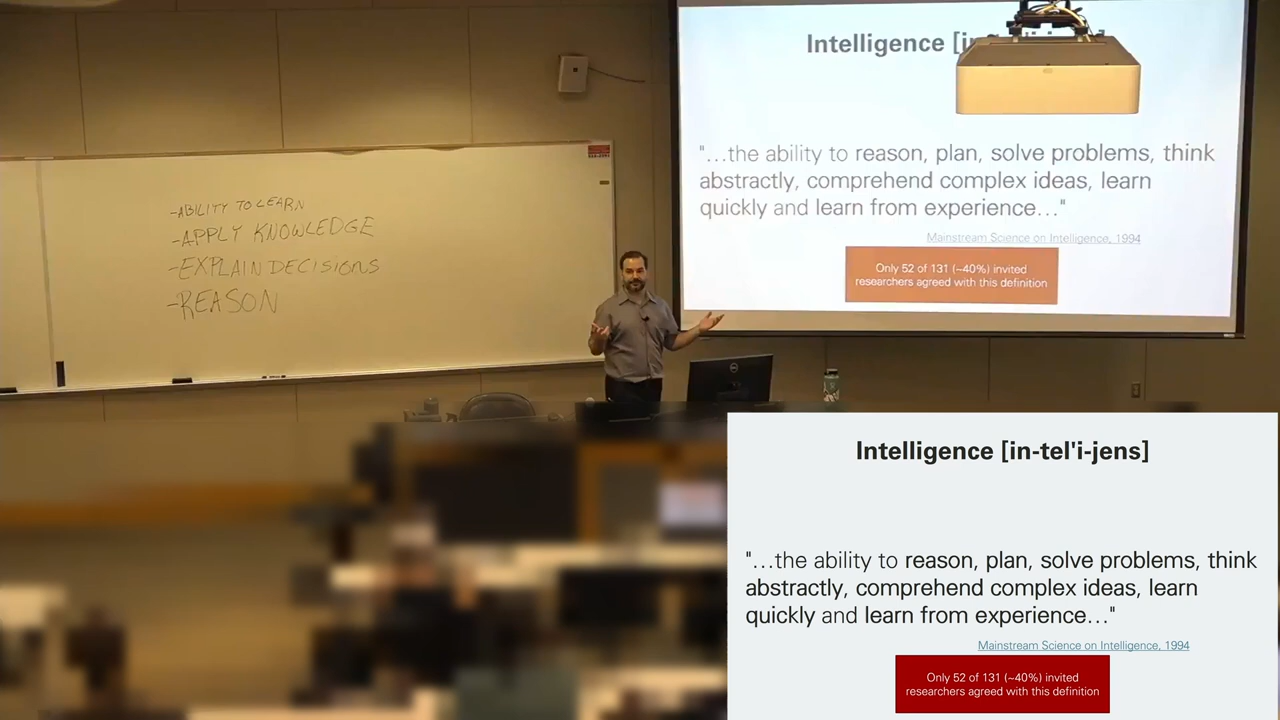 -ABILITY TO LEARN
-APPLY KNOWLEDGE
-EXPLAIN DECISIONS
-REASON
Intelligence
"...the ability to reason, plan, solve problems, think
abstractly, comprehend complex ideas, learn
quickly and learn from experience..."
Mainstream Science on Intelligence, 1994
Only 52 of 131 (~40%) invited
researchers agreed with this definition
DELL
Intelligence [in-tel'i-jens]
"...the ability to reason, plan, solve problems, think
abstractly, comprehend complex ideas, learn
quickly and learn from experience..."
Mainstream Science on Intelligence, 1994
Only 52 of 131 (~40%) invited
researchers agreed with this definition